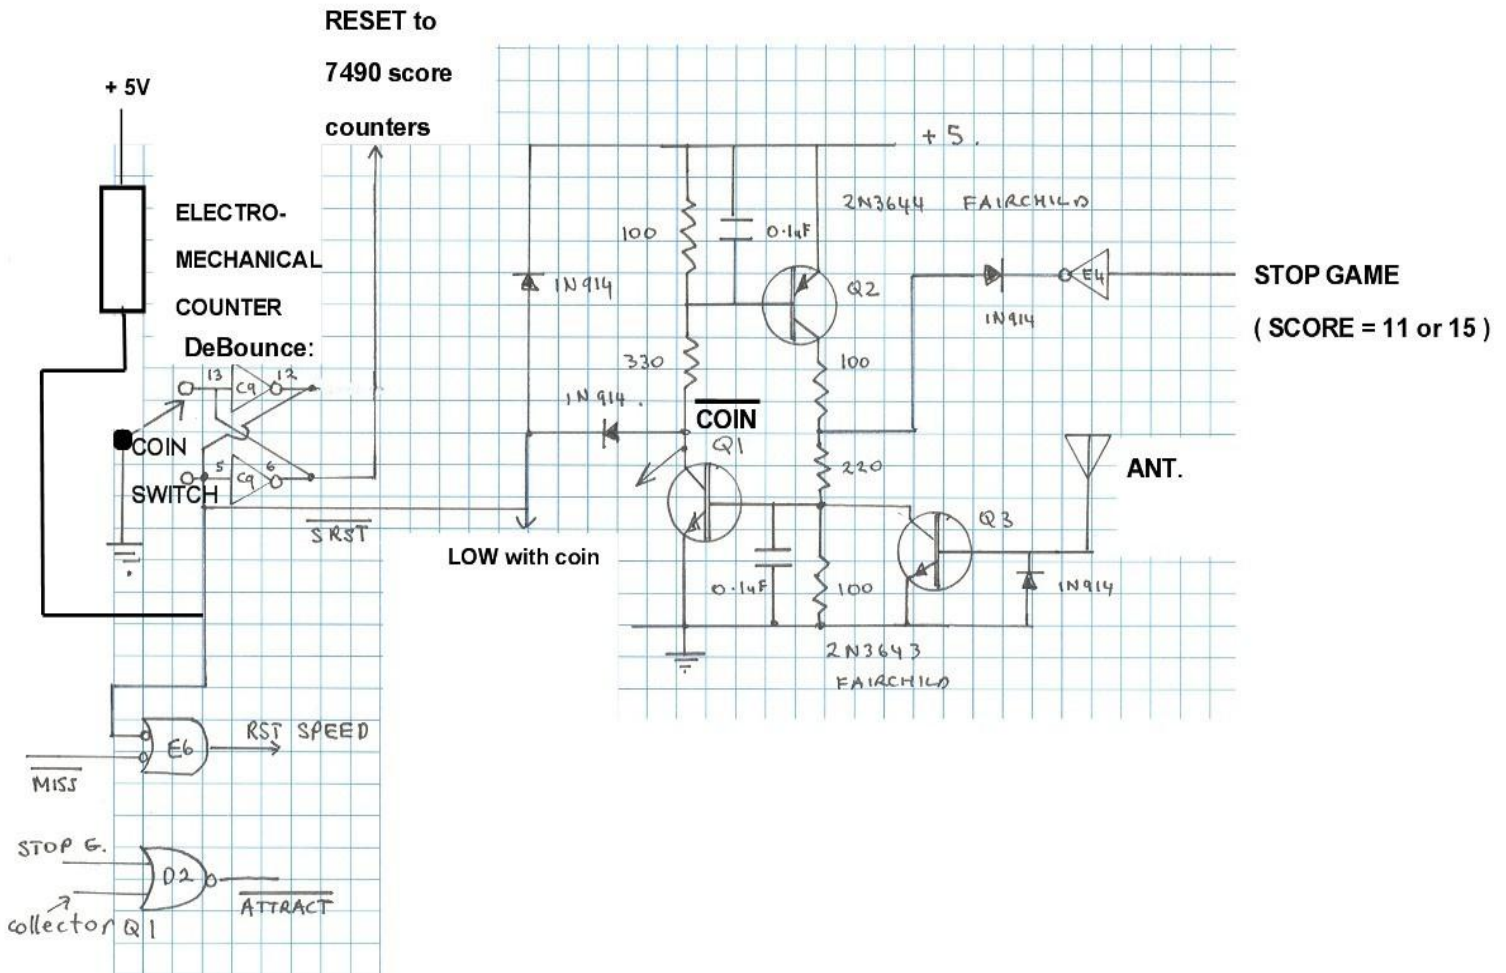 RESET to
7490 score
counters
+ 5V
+5.
ELECTRO-
MECHANICAL
COUNTER
2N3644 FAIRCHILD
100
0.1uF
1N914
Q2
E4
STOP GAME
1N914
( SCORE = 11 or 15 )
DeBounce:
13
C9
12
330
100
1N914.
COIN
COIN
Q1
SWITCH
5
C9
6
220
ANT.
SRST
Q3
LOW with coin
0.1uF
100
1N914
2N3643
FAIRCHILD
RST SPEED
E6
MISS
STOP G.
D2
ATTRACT
collector Q1